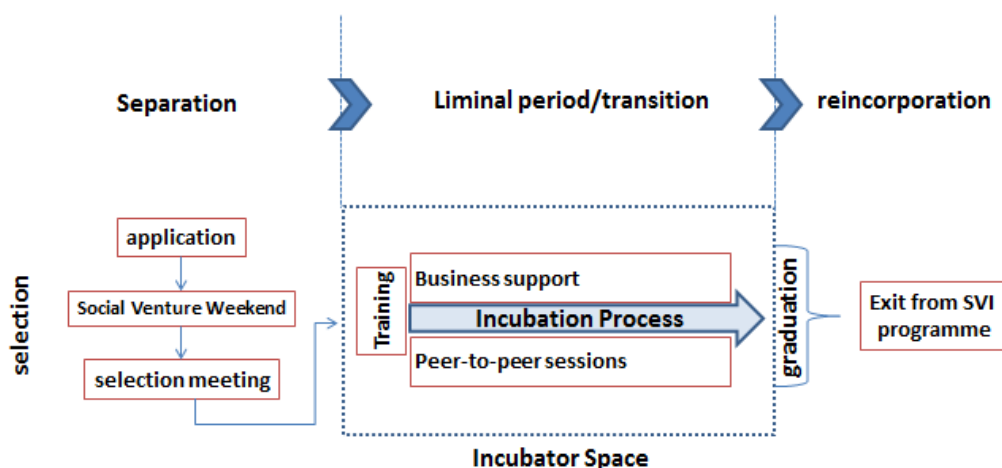 Separation
Liminal period/transition
reincorporation
selection
application
Social Venture Weekend
selection meeting
Training
Business support
Incubation Process
Peer-to-peer sessions
graduation
Exit from SVI
programme
Incubator Space